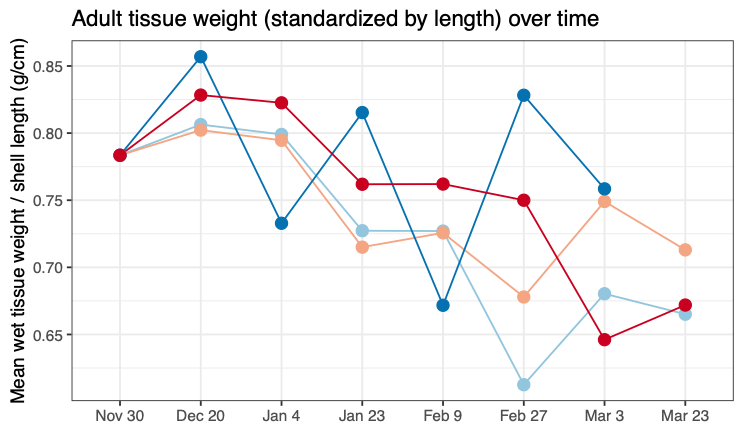 Adult tissue weight (standardized by length) over time
Mean wet tissue weight / shell length (g/cm)
0.85
0.80
0.75
0.70
0.65
Nov 30 Dec 20 Jan 4 Jan 23 Feb 9 Feb 27 Mar 3 Mar 23